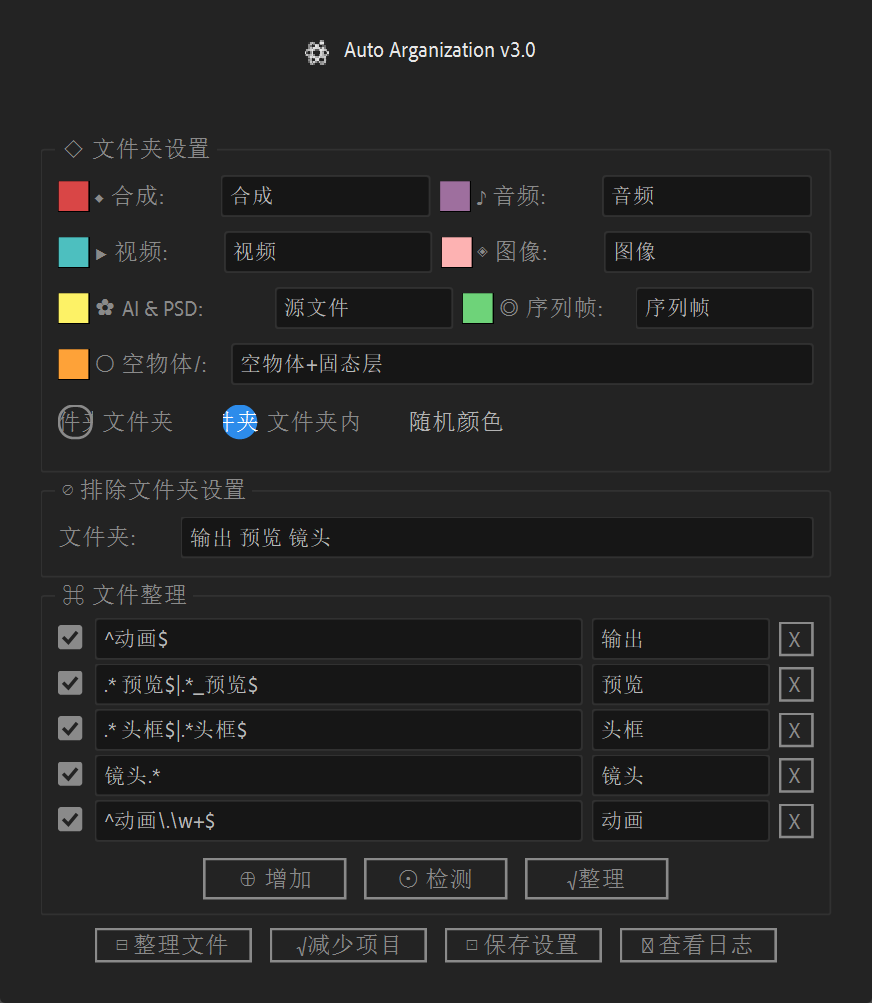 Auto Arganization v3.0
◇ 文件夹设置
◆ 合成: 合成 ♪ 音频: 音频
▶ 视频: 视频 ◈ 图像: 图像
✿ AI & PSD: 源文件 ◎ 序列帧: 序列帧
○ 空物体/: 空物体+固态层
件夹 文件夹 件夹 文件夹内 随机颜色
⊘ 排除文件夹设置
文件夹: 输出 预览 镜头
⌘ 文件整理
^动画$ 输出 X
.* 预览$|.*_预览$ 预览 X
.* 头框$|.*头框$ 头框 X
镜头.* 镜头 X
^动画\.\w+$ 动画 X
⊕ 增加 ⊙ 检测 √整理
⊟ 整理文件 √减少项目 ⊡ 保存设置 查看日志